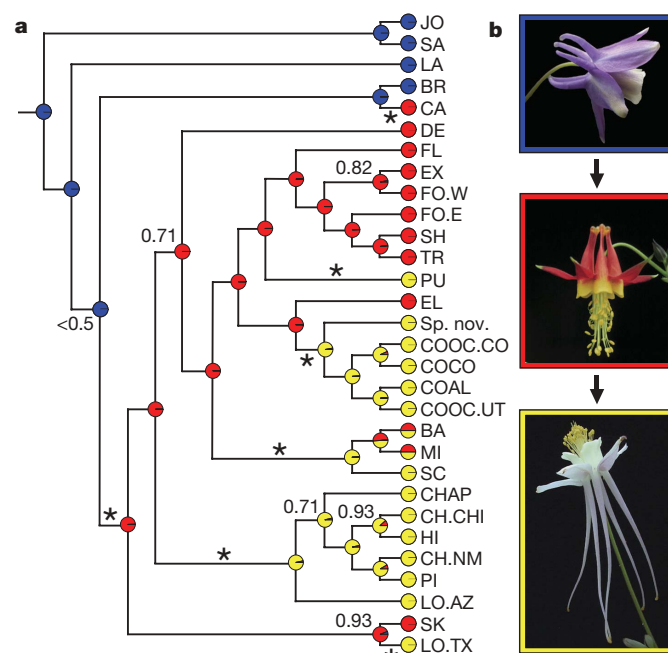 a
b
JO
SA
LA
BR
CA
*
DE
FL
0.82
EX
FO.W
0.71
FO.E
SH
TR
*
PU
EL
<0.5
Sp. nov.
*
COOC.CO
COCO
COAL
COOC.UT
BA
*
MI
SC
0.71
CHAP
0.93
CH.CHI
*
HI
*
CH.NM
PI
LO.AZ
0.93
SK
LO.TX
*